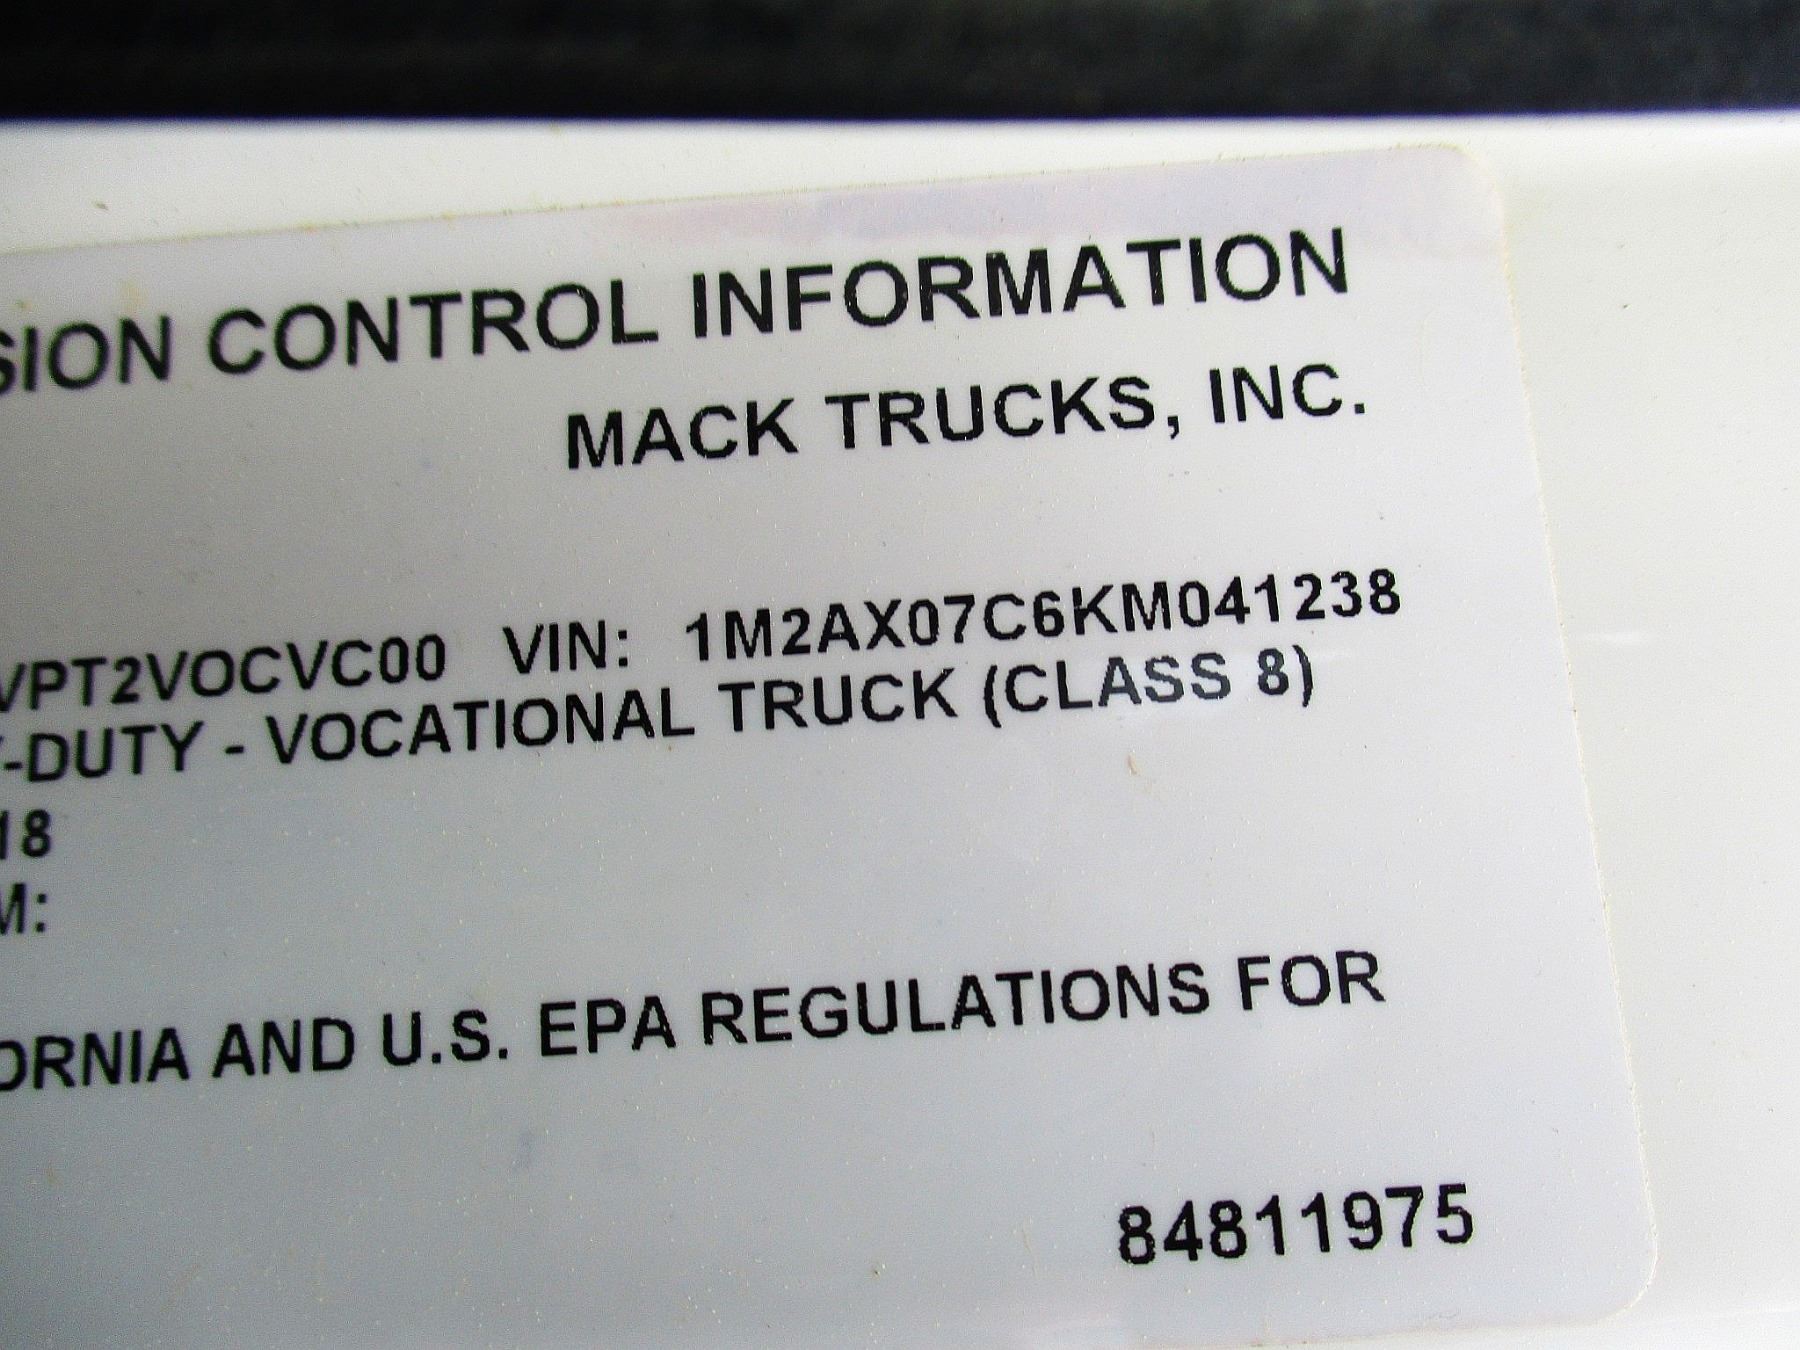 SION CONTROL INFORMATION
MACK TRUCKS, INC.
VPT2VOCVC00 VIN: 1M2AX07C6KM041238
-DUTY - VOCATIONAL TRUCK (CLASS 8)
18
M:
ORNIA AND U.S. EPA REGULATIONS FOR
84811975